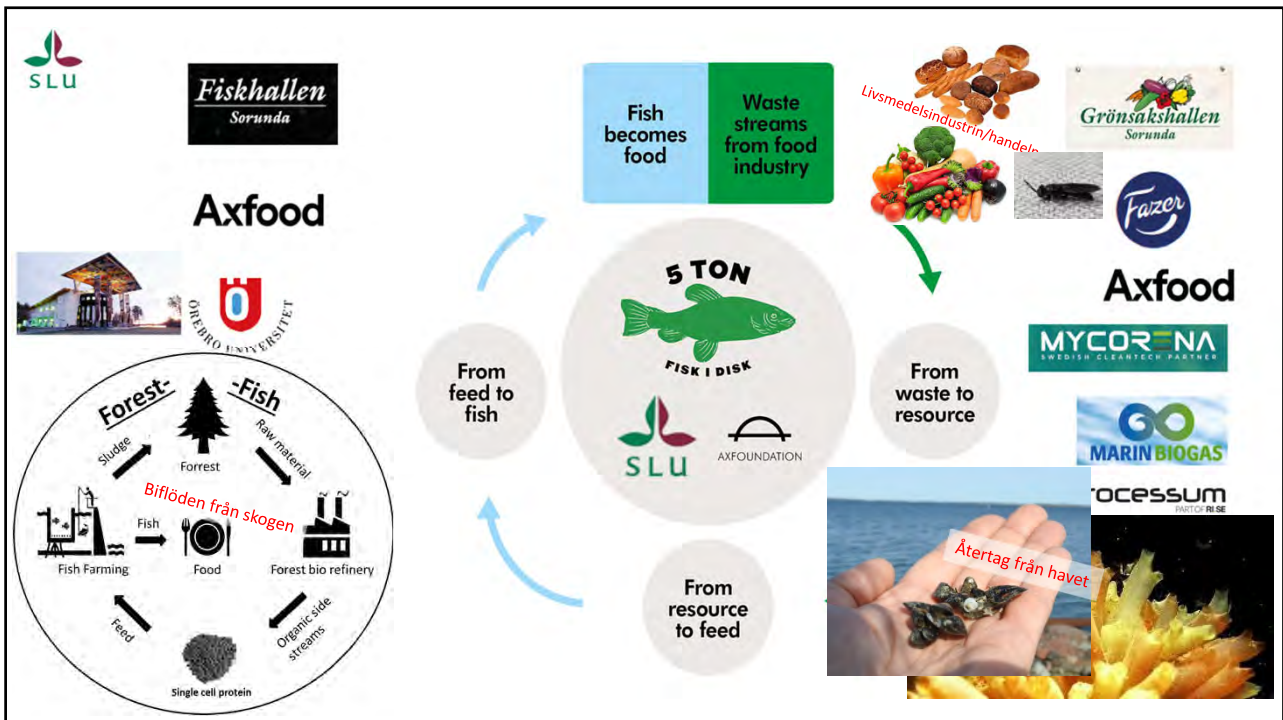 SLU
Fiskhallen
Sorunda
Axfood
ÖREBRO UNIVERSITET
Fish
becomes
food
Waste
streams
from food
industry
Livsmedelsindustrin/handeln
Grönsakshallen
Sorunda
Fazer
Axfood
MYCORENA
SWEDISH CLEANTECH PARTNER
MARIN BIOGAS
rocessum
PART OF RI.SE
5 TON
FISK I DISK
SLU
AXFOUNDATION
From
feed to
fish
From
waste to
resource
From
resource
to feed
Återtag från havet
Forest-
-Fish
Sludge
Raw material
Forrest
Biflöden från skogen
Fish
Fish Farming
Food
Forest bio refinery
Feed
Organic side
streams
Single cell protein